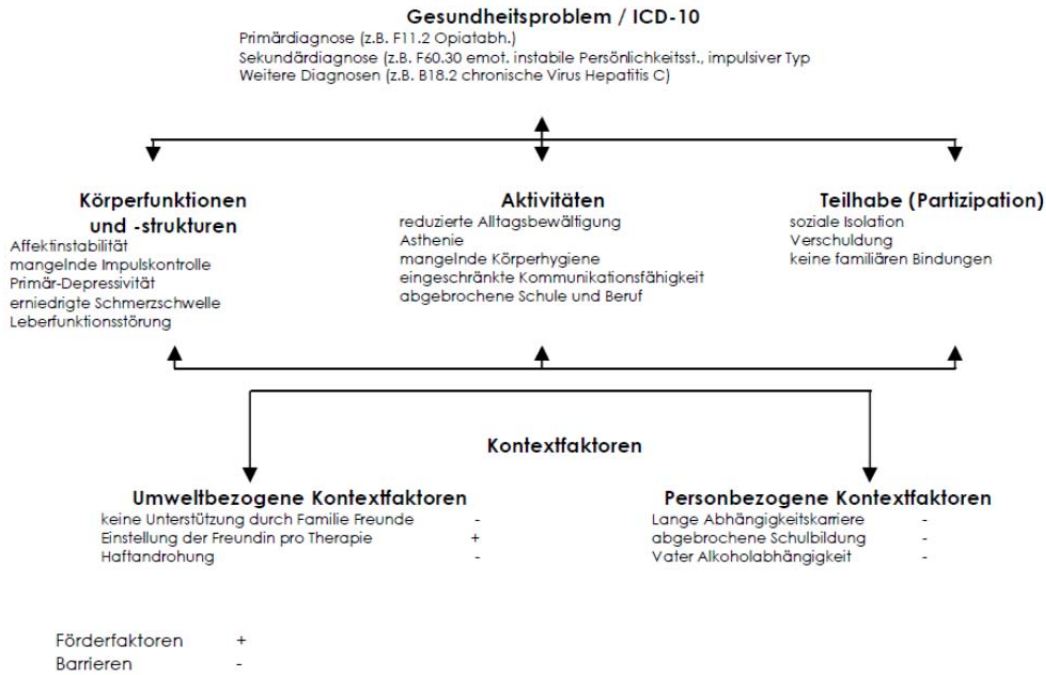 Gesundheitsproblem / ICD-10
Primärdiagnose (z.B. F11.2 Opiatabh.)
Sekundärdiagnose (z.B. F60.30 emot. instabile Persönlichkeitsst., impulsiver Typ
Weitere Diagnosen (z.B. B18.2 chronische Virus Hepatitis C)
Körperfunktionen
und -strukturen
Affektinstabilität
mangelnde Impulskontrolle
Primär-Depressivität
erniedrigte Schmerzschwelle
Leberfunktionsstörung
Aktivitäten
reduzierte Alltagsbewältigung
Asthenie
mangelnde Körperhygiene
eingeschränkte Kommunikationsfähigkeit
abgebrochene Schule und Beruf
Teilhabe (Partizipation)
soziale Isolation
Verschuldung
keine familiären Bindungen
Kontextfaktoren
Umweltbezogene Kontextfaktoren
keine Unterstützung durch Familie Freunde -
Einstellung der Freundin pro Therapie +
Haftandrohung -
Personbezogene Kontextfaktoren
Lange Abhängigkeitskarriere -
abgebrochene Schulbildung -
Vater Alkoholabhängigkeit -
Förderfaktoren +
Barrieren -